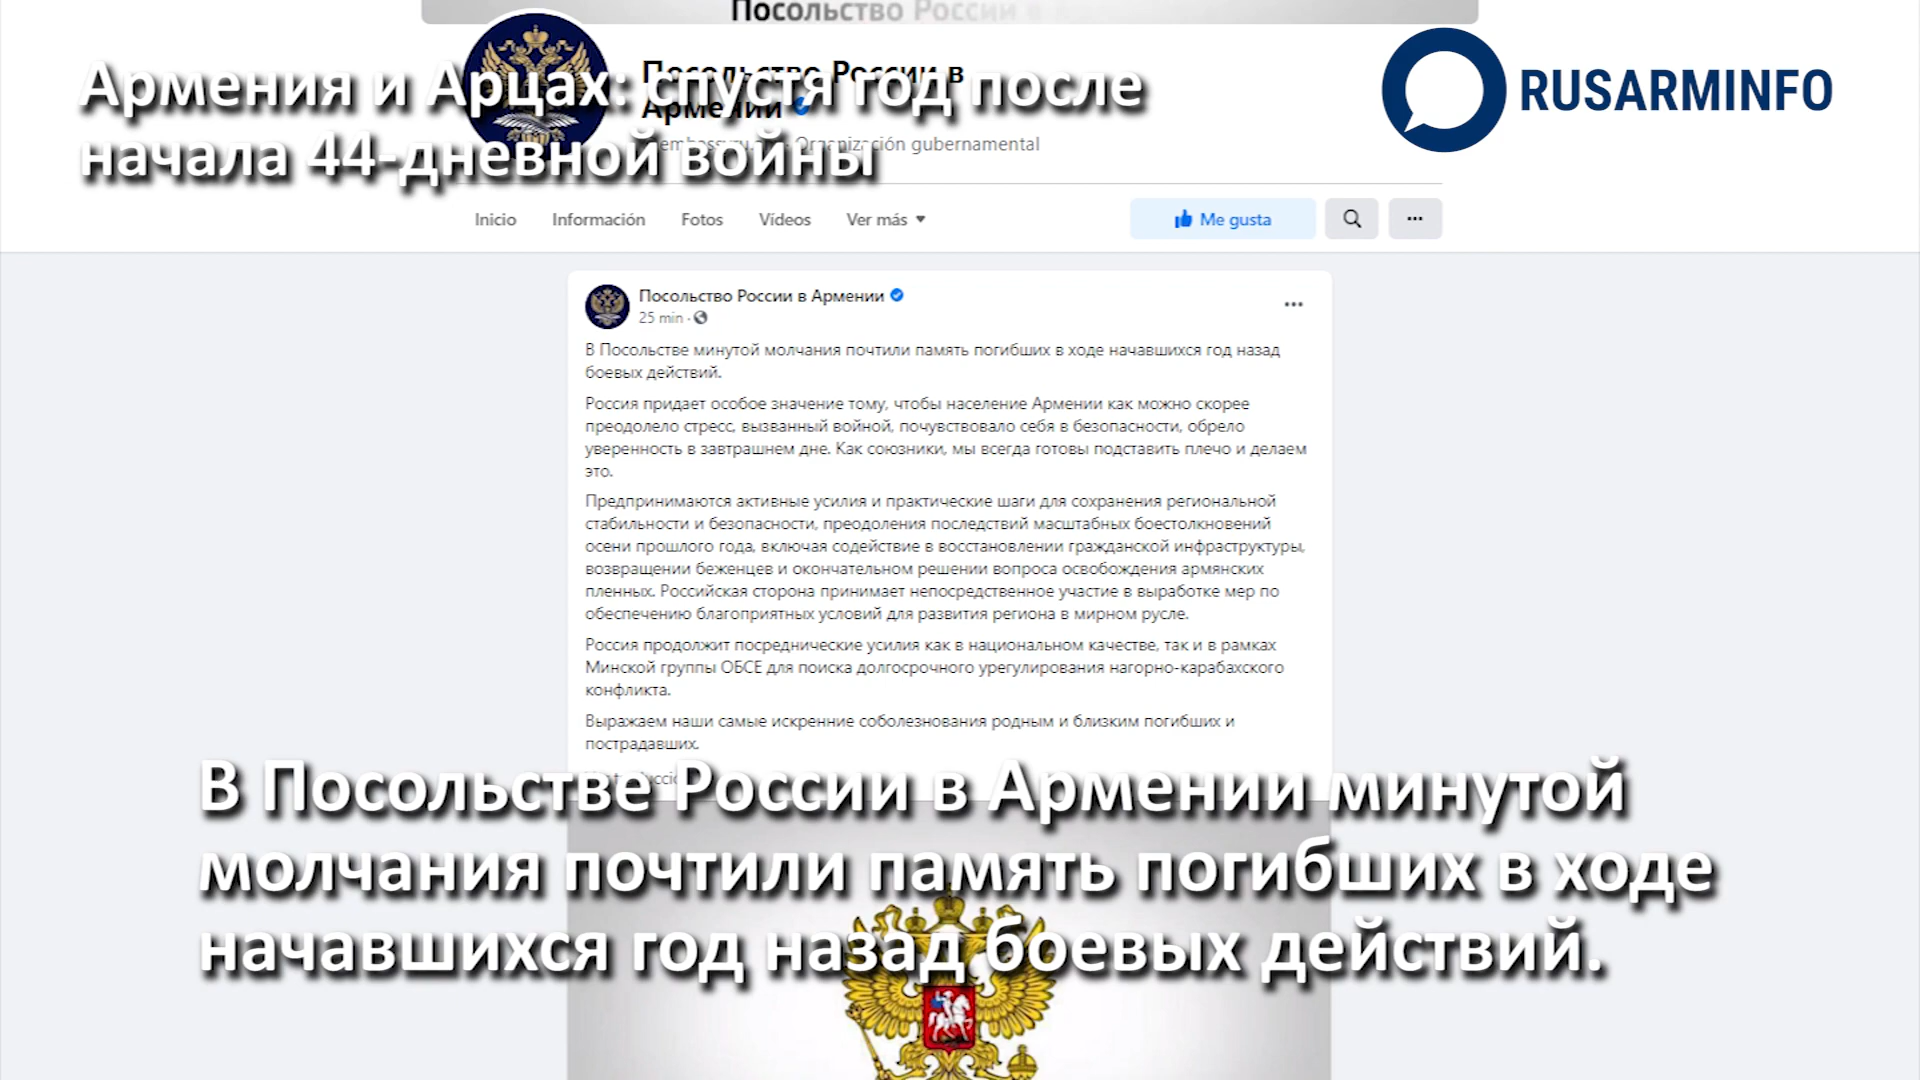 Посольство России в
Армения и Арцах: спустя год после
начала 44-дневной войны
Посольство России в
Армении
Organización gubernamental
RUSARMINFO
Inicio Información Fotos Vídeos Ver más Me gusta
Посольство России в Армении
25 min ·
В Посольстве минутой молчания почтили память погибших в ходе начавшихся год назад
боевых действий.
Россия придает особое значение тому, чтобы население Армении как можно скорее
преодолело стресс, вызванный войной, почувствовало себя в безопасности, обрело
уверенность в завтрашнем дне. Как союзники, мы всегда готовы подставить плечо и делаем
это.
Предпринимаются активные усилия и практические шаги для сохранения региональной
стабильности и безопасности, преодоления последствий масштабных боестолкновений
осени прошлого года, включая содействие в восстановлении гражданской инфраструктуры,
возвращении беженцев и окончательном решении вопроса освобождения армянских
пленных. Российская сторона принимает непосредственное участие в выработке мер по
обеспечению благоприятных условий для развития региона в мирном русле.
Россия продолжит посреднические усилия как в национальном качестве, так и в рамках
Минской группы ОБСЕ для поиска долгосрочного урегулирования нагорно-карабахского
конфликта.
Выражаем наши самые искренние соболезнования родным и близким погибших и
пострадавших.
В Посольстве России в Армении минутой
молчания почтили память погибших в ходе
начавшихся год назад боевых действий.